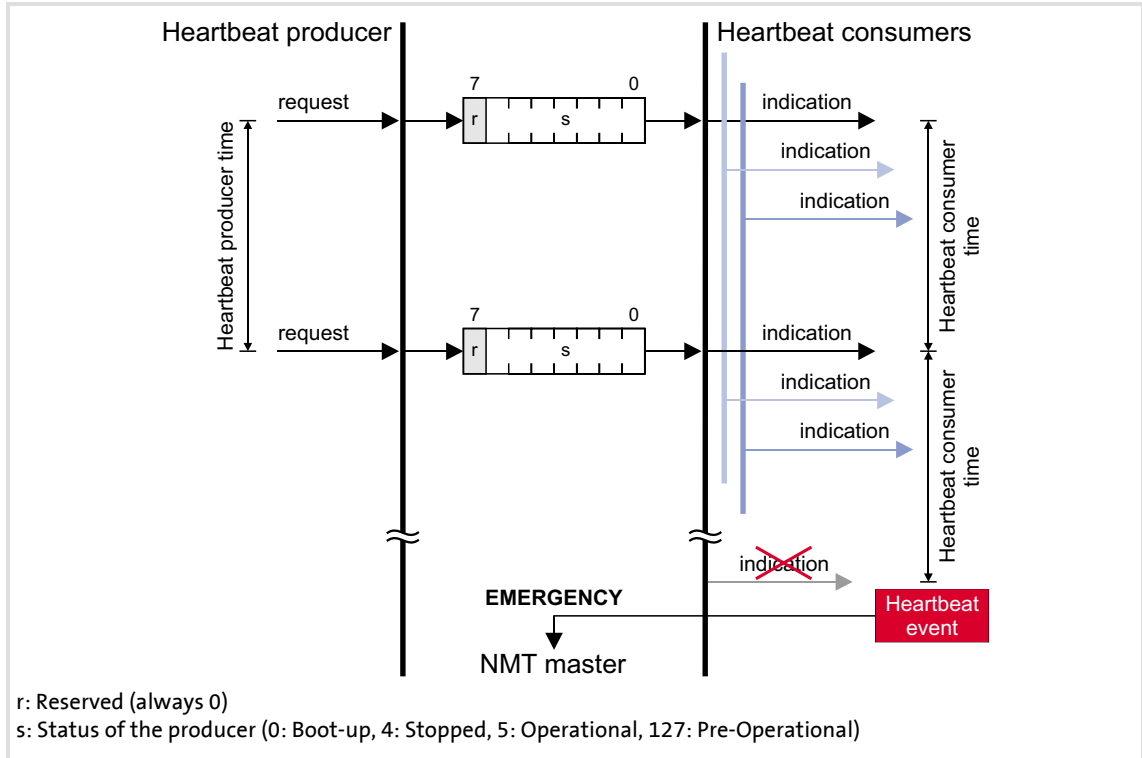 Heartbeat producer
Heartbeat consumers
7 0
request
r s
indication
indication
indication
Heartbeat producer time
Heartbeat consumer
time
7 0
request
r s
indication
indication
indication
Heartbeat consumer
time
indication
EMERGENCY
Heartbeat
event
NMT master
r: Reserved (always 0)
s: Status of the producer (0: Boot-up, 4: Stopped, 5: Operational, 127: Pre-Operational)